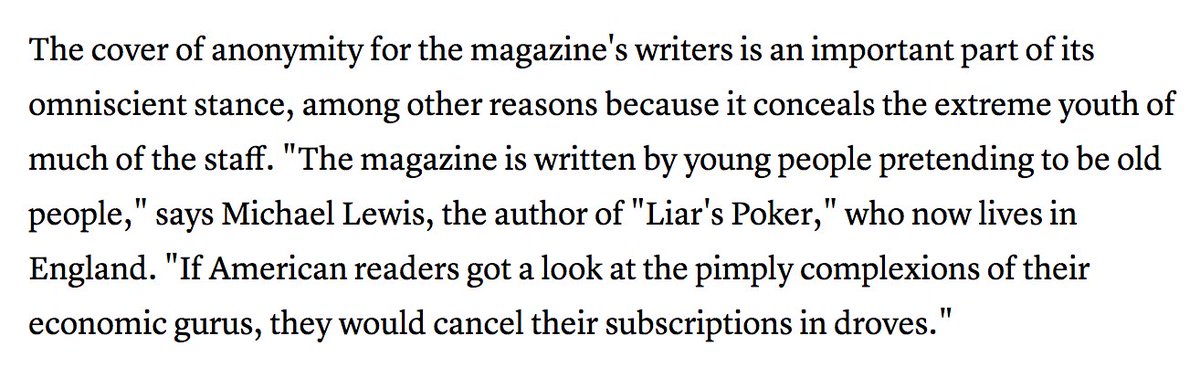 The cover of anonymity for the magazine's writers is an important part of its
omniscient stance, among other reasons because it conceals the extreme youth of
much of the staff. "The magazine is written by young people pretending to be old
people," says Michael Lewis, the author of "Liar's Poker," who now lives in
England. "If American readers got a look at the pimply complexions of their
economic gurus, they would cancel their subscriptions in droves."